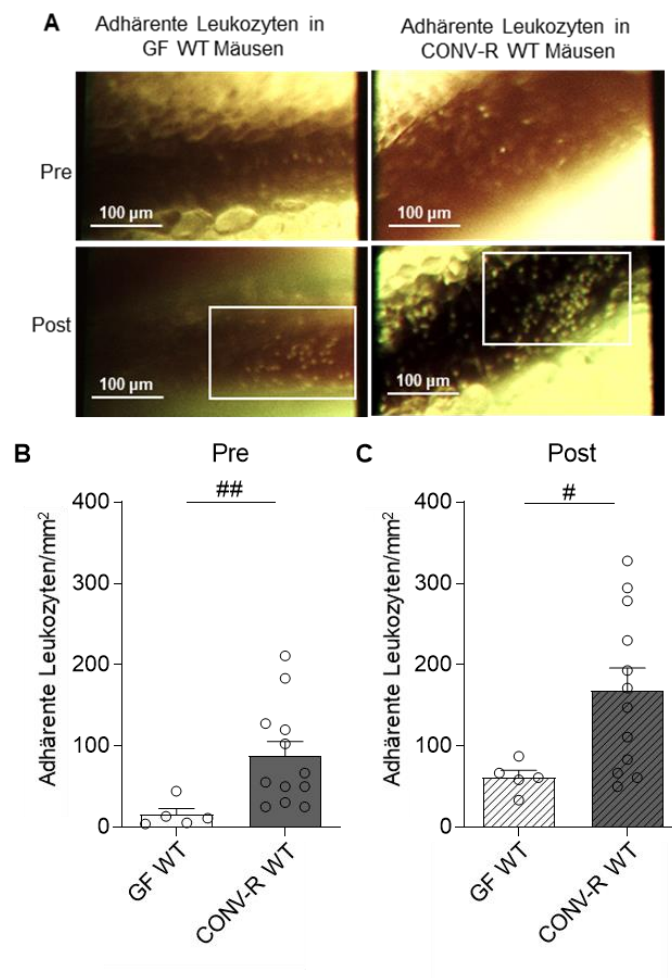 A
Adhärente Leukozyten in
GF WT Mäusen
Adhärente Leukozyten in
CONV-R WT Mäusen
Pre
100 µm
100 µm
Post
100 µm
100 µm
B
Pre
##
Adhärente Leukozyten/mm²
400
300
200
100
0
GF WT
CONV-R WT
C
Post
#
Adhärente Leukozyten/mm²
400
300
200
100
0
GF WT
CONV-R WT